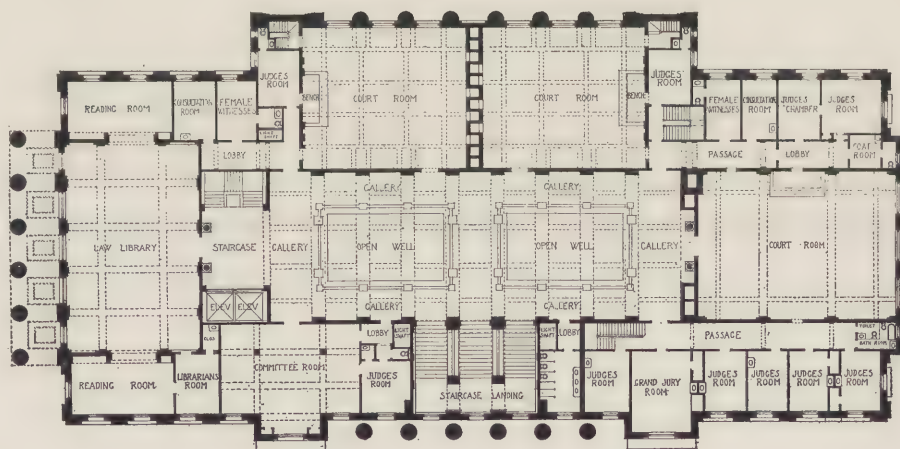 JUDGES
ROOM
BENCH
COURT ROOM
COURT ROOM
BENCH
JUDGES
ROOM
READING ROOM
CONSULTATION
ROOM
FEMALE
WITNESSES
LIGHT
SHAFT
FEMALE
WITNESSES
CONSULTATION
ROOM
JUDGES
CHAMBER
JUDGES
ROOM
COAT
ROOM
LOBBY
PASSAGE
LOBBY
GALLERY
GALLERY
LAW LIBRARY
STAIRCASE
GALLERY
OPEN WELL
OPEN WELL
GALLERY
COURT ROOM
ELEV
ELEV
GALLERY
GALLERY
CLOS
LOBBY
LIGHT
SHAFT
LIGHT
SHAFT
LOBBY
PASSAGE
TOILET
BATH ROOM
READING ROOM
LIBRARIANS
ROOM
COMMITTEE ROOM
JUDGES
ROOM
STAIRCASE LANDING
JUDGES
ROOM
GRAND JURY
ROOM
JUDGES
ROOM
JUDGES
ROOM
JUDGES
ROOM
JUDGES
ROOM